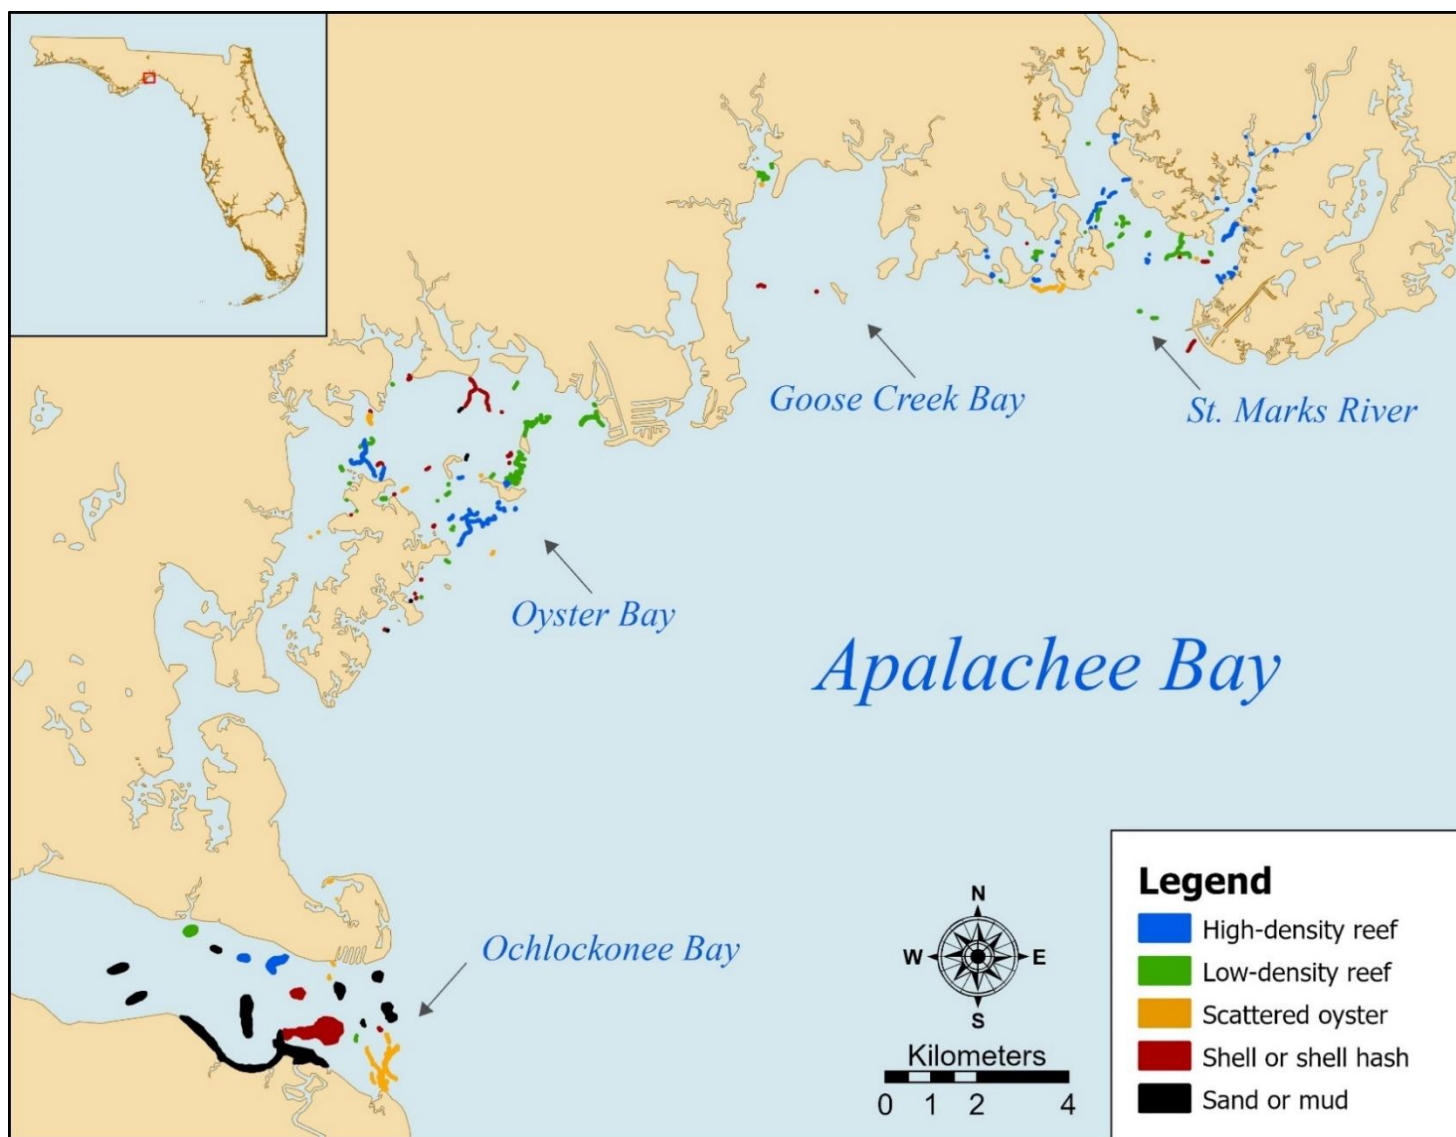 Goose Creek Bay
St. Marks River
Oyster Bay
Apalachee Bay
Ochlockonee Bay
N
W
E
S
Kilometers
0 1 2 4
Legend
High-density reef
Low-density reef
Scattered oyster
Shell or shell hash
Sand or mud